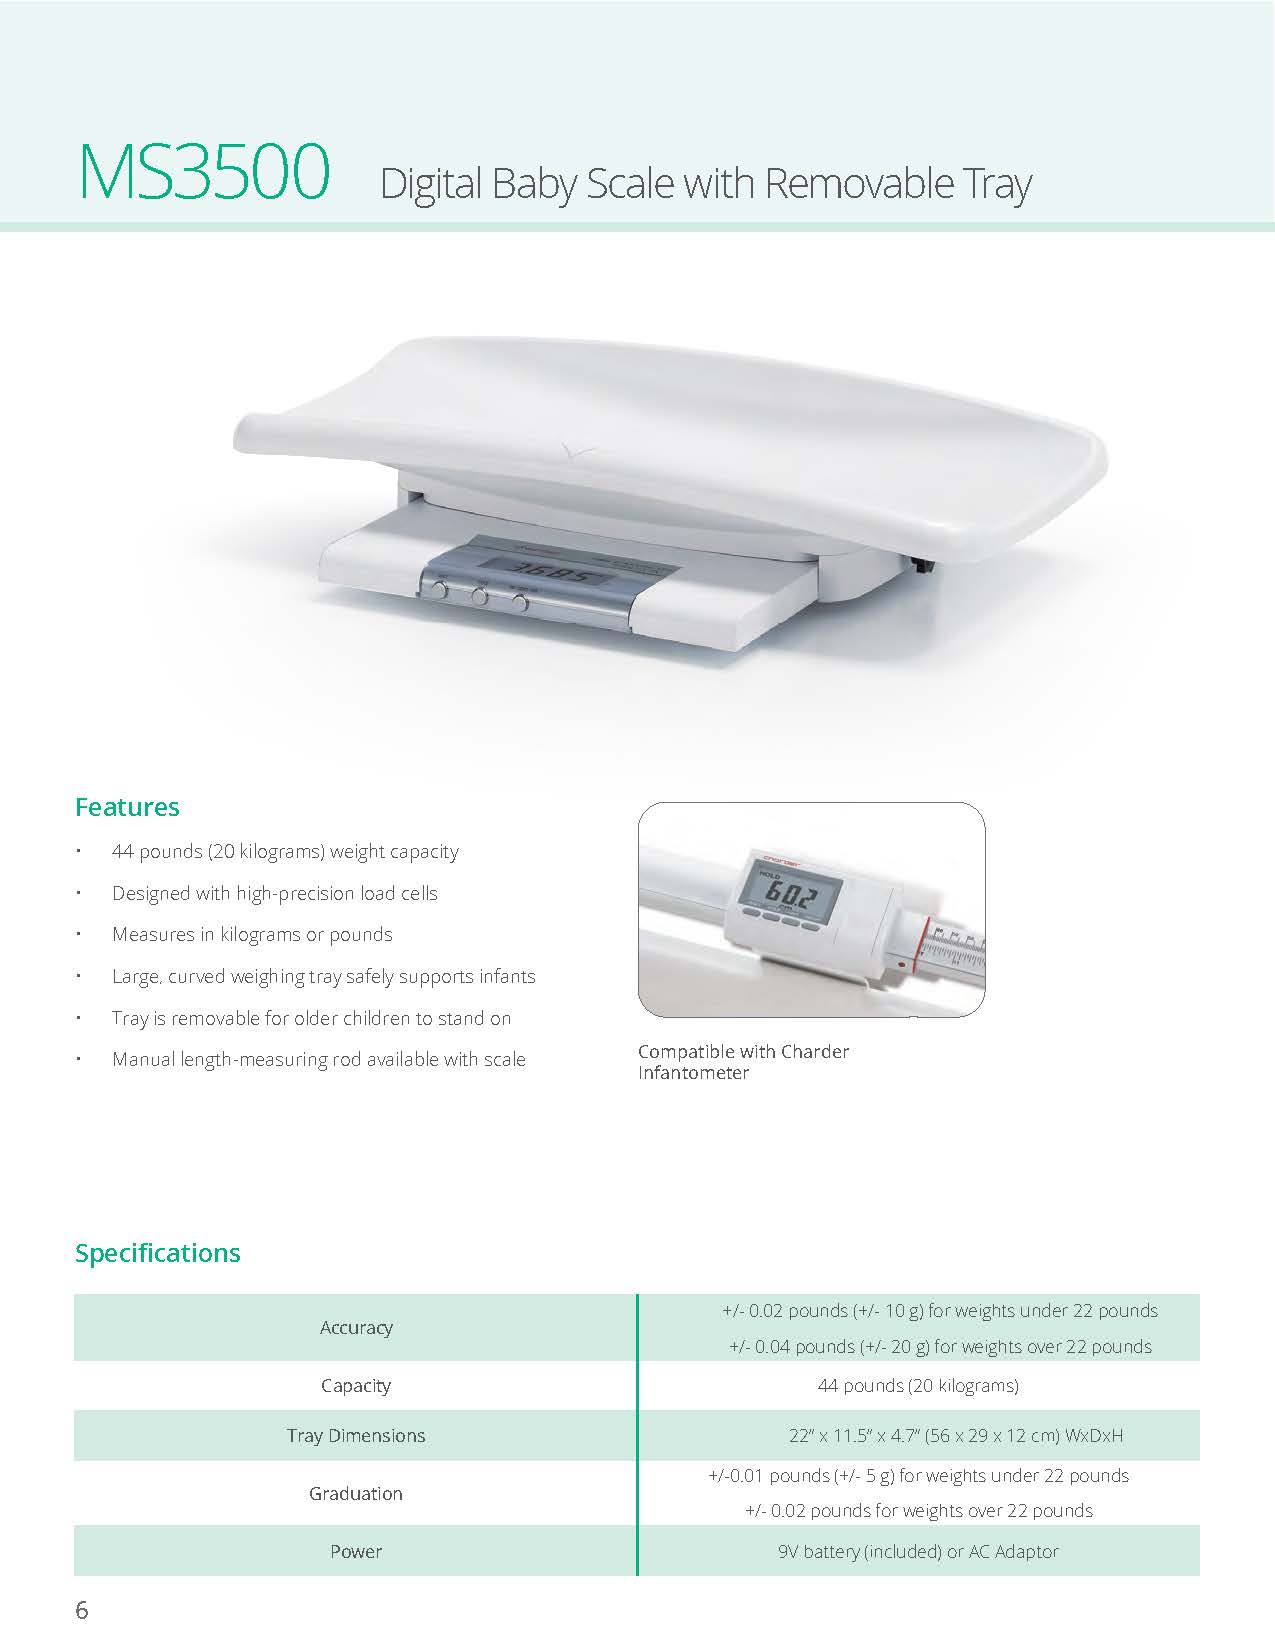 MS3500 Digital Baby Scale with Removable Tray
charder
3.685
Features
• 44 pounds (20 kilograms) weight capacity
• Designed with high-precision load cells
• Measures in kilograms or pounds
• Large, curved weighing tray safely supports infants
• Tray is removable for older children to stand on
• Manual length-measuring rod available with scale
charder
HOLD
60.2
cm
Compatible with Charder
Infantometer
Specifications
Accuracy
+/- 0.02 pounds (+/- 10 g) for weights under 22 pounds
+/- 0.04 pounds (+/- 20 g) for weights over 22 pounds
Capacity 44 pounds (20 kilograms)
Tray Dimensions 22” x 11.5” x 4.7” (56 x 29 x 12 cm) WxDxH
Graduation
+/-0.01 pounds (+/- 5 g) for weights under 22 pounds
+/- 0.02 pounds for weights over 22 pounds
Power 9V battery (included) or AC Adaptor
6